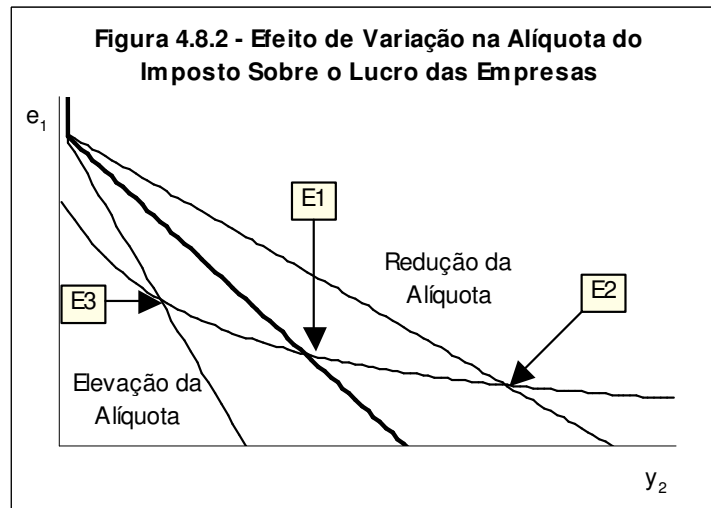 Figura 4.8.2 - Efeito de Variação na Alíquota do
Imposto Sobre o Lucro das Empresas
e1
E1
Redução da
Alíquota
E2
E3
Elevação da
Alíquota
y2